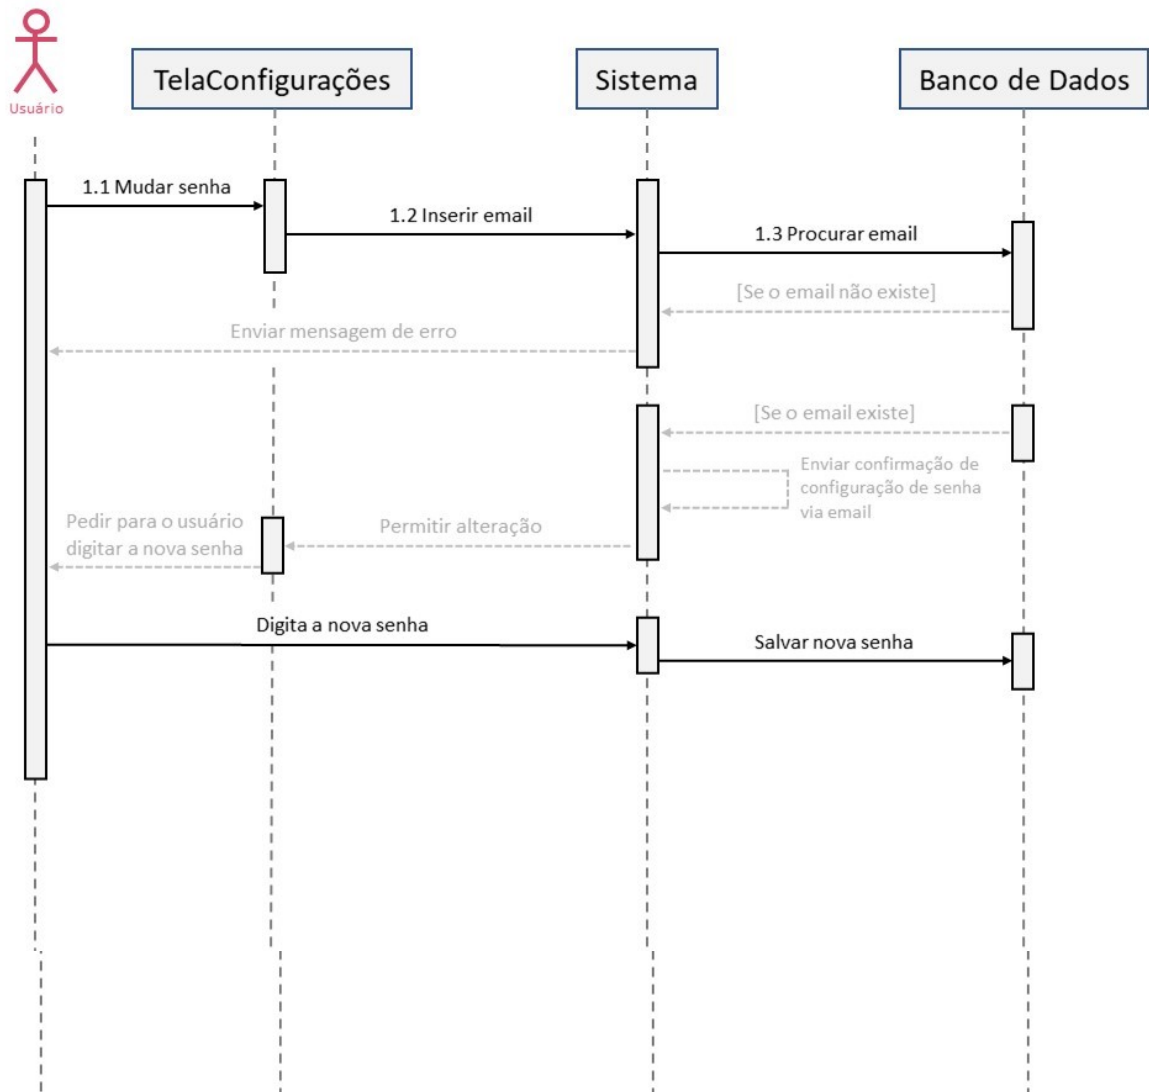 Usuário
TelaConfigurações
Sistema
Banco de Dados
1.1 Mudar senha
1.2 Inserir email
1.3 Procurar email
[Se o email não existe]
Enviar mensagem de erro
[Se o email existe]
Enviar confirmação de
configuração de senha
via email
Permitir alteração
Pedir para o usuário
digitar a nova senha
Digita a nova senha
Salvar nova senha